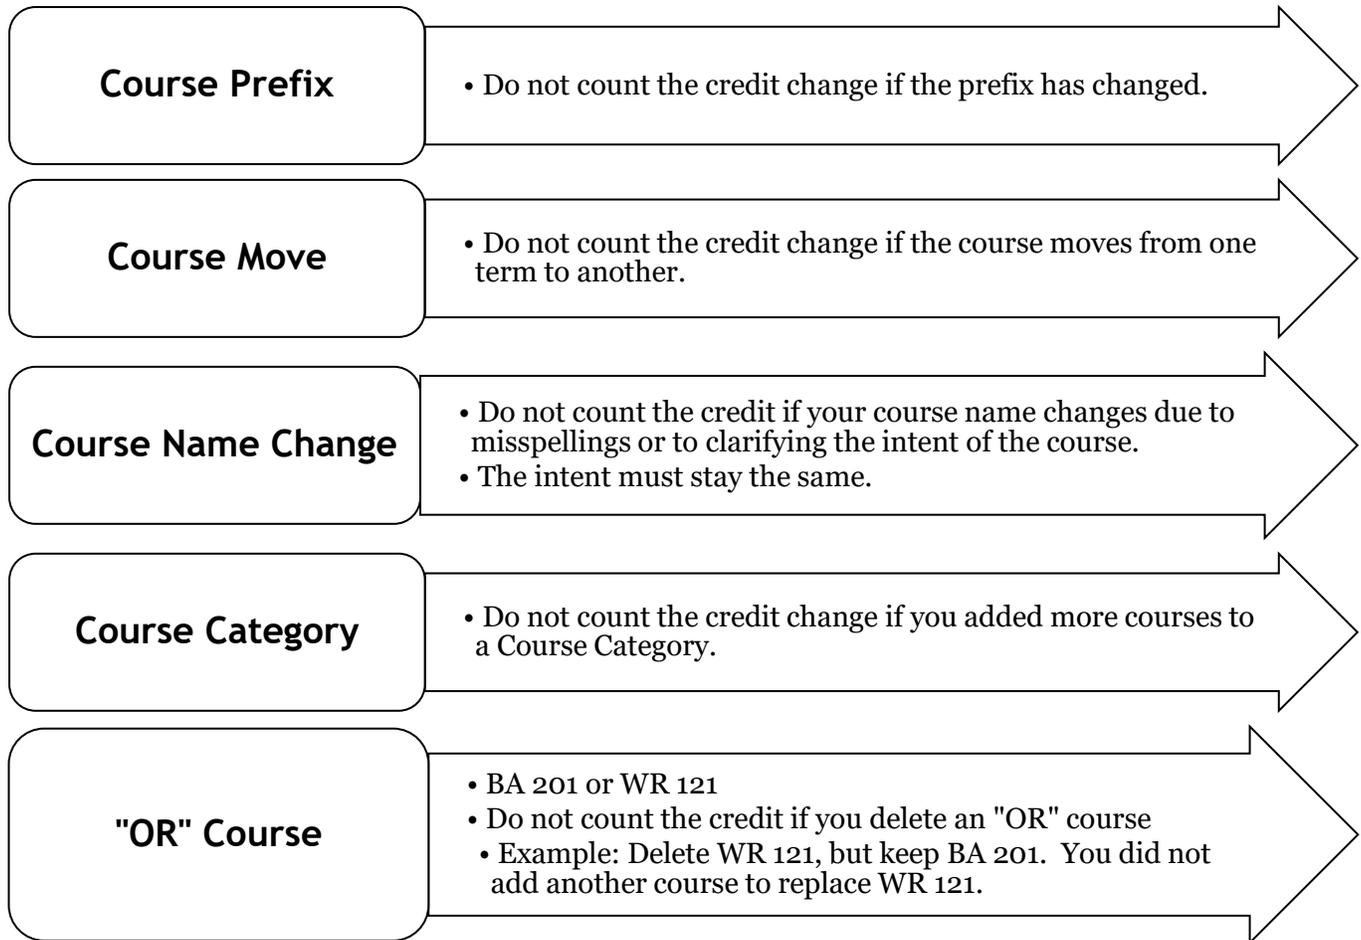 Course Prefix
• Do not count the credit change if the prefix has changed.
Course Move
• Do not count the credit change if the course moves from one
term to another.
Course Name Change
• Do not count the credit if your course name changes due to
misspellings or to clarifying the intent of the course.
• The intent must stay the same.
Course Category
• Do not count the credit change if you added more courses to
a Course Category.
"OR" Course
• BA 201 or WR 121
• Do not count the credit if you delete an "OR" course
• Example: Delete WR 121, but keep BA 201.  You did not
add another course to replace WR 121.